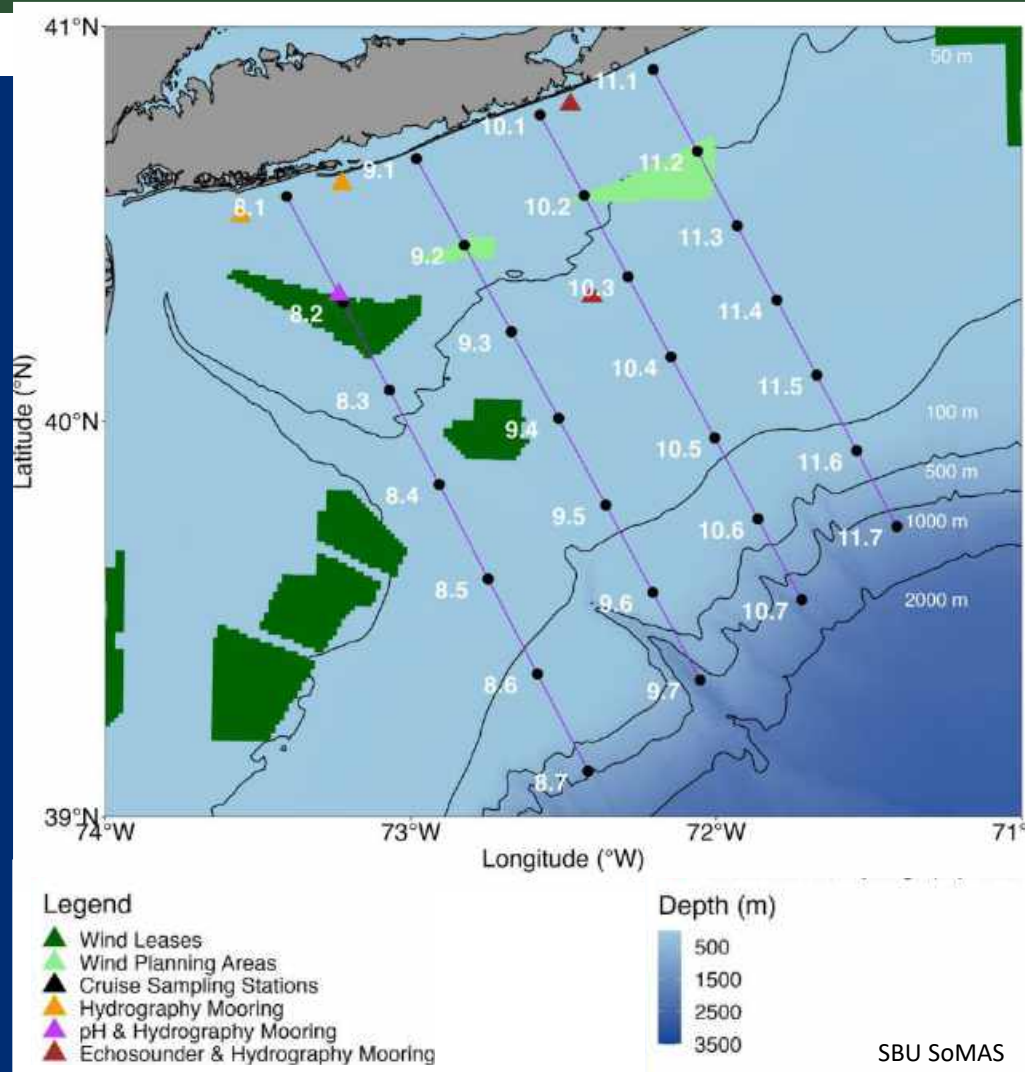 41°N
50 m
11.1
10.1
11.2
9.1
8.1
10.2
11.3
9.2
10.3
11.4
8.2
9.3
10.4
11.5
8.3
40°N
100 m
9.4
10.5
11.6
500 m
8.4
9.5
10.6
11.7
1000 m
8.5
9.6
10.7
2000 m
8.6
9.7
8.7
39°N
74°W
73°W
72°W
71°
Latitude (°N)
Longitude (°W)
Legend
Wind Leases
Wind Planning Areas
Cruise Sampling Stations
Hydrography Mooring
pH & Hydrography Mooring
Echosounder & Hydrography Mooring
Depth (m)
500
1500
2500
3500
SBU SoMAS